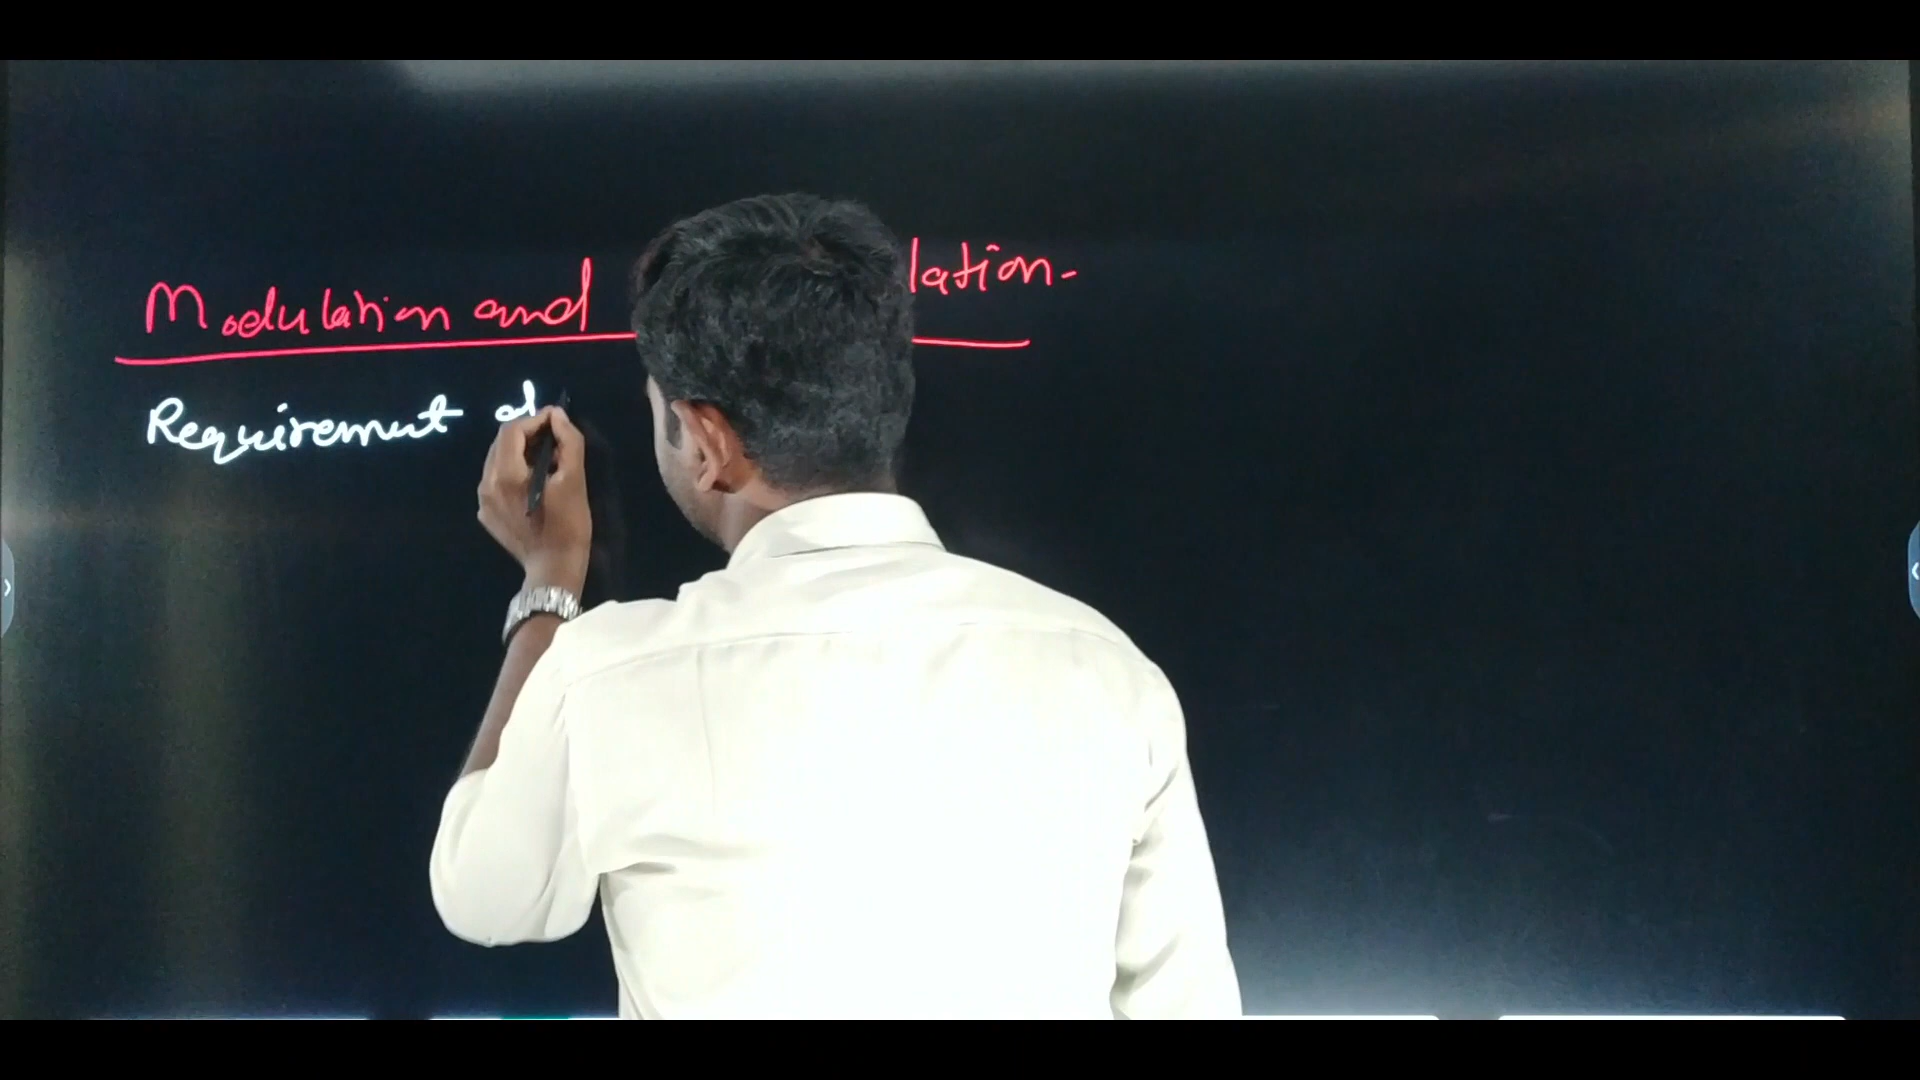 Modulation and lation-
Requirement of